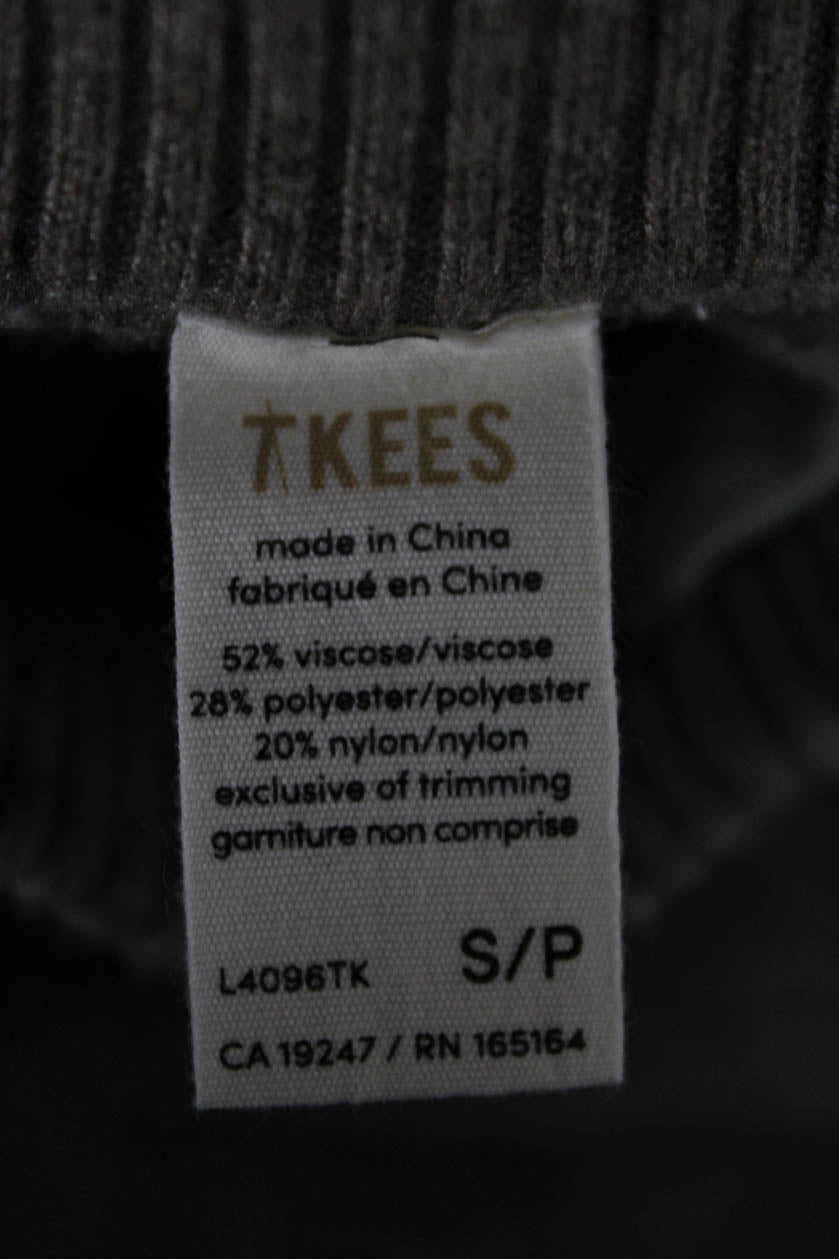 TKEES
made in China
fabriqué en Chine
52% viscose/viscose
28% polyester/polyester
20% nylon/nylon
exclusive of trimming
garniture non comprise
L4096TK S/P
CA 19247 / RN 165164